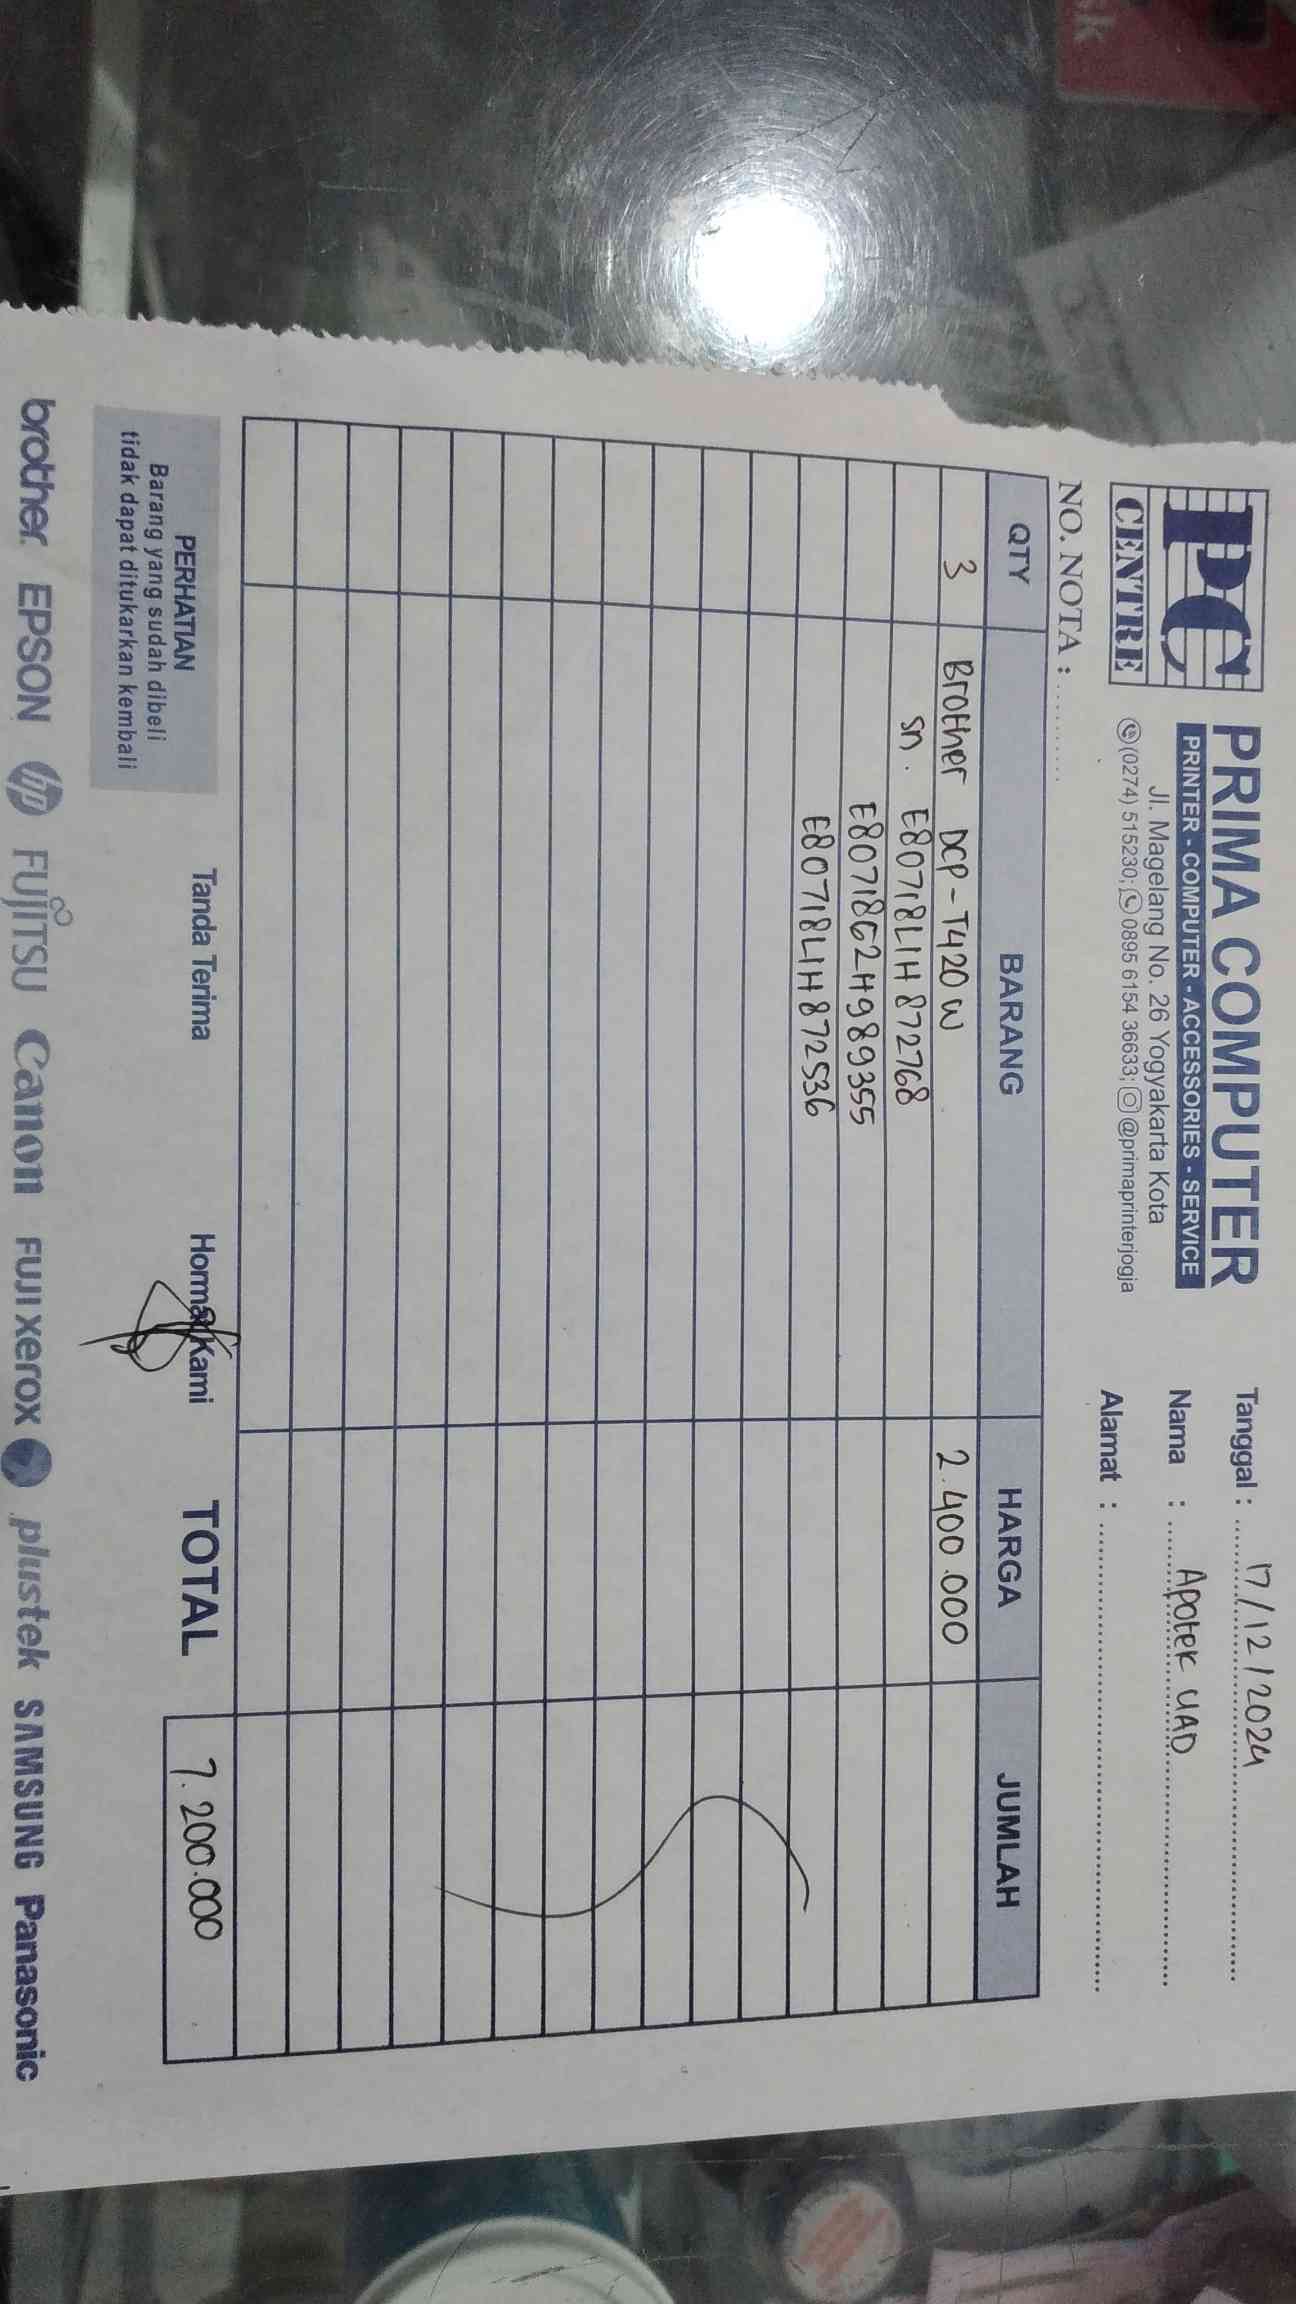 PC
CENTRE
PRIMA COMPUTER
PRINTER - COMPUTER - ACCESSORIES - SERVICE
Jl. Magelang No. 26 Yogyakarta Kota
(0274) 515230; 0895 6154 36633; @primaprinterjogja
Tanggal : 17/12/2024
Nama : Apotek UAD
Alamat :
NO. NOTA :
QTY BARANG HARGA JUMLAH
3 Brother DCP-T420W 2.400.000
sn. E80718L1H872768
E80718G2H989355
E80718L1H872536
PERHATIAN
Barang yang sudah dibeli
tidak dapat ditukarkan kembali
Tanda Terima
Hormat Kami
TOTAL 7.200.000
brother. EPSON hp FUJITSU Canon FUJI XEROX plustek SAMSUNG Panasonic